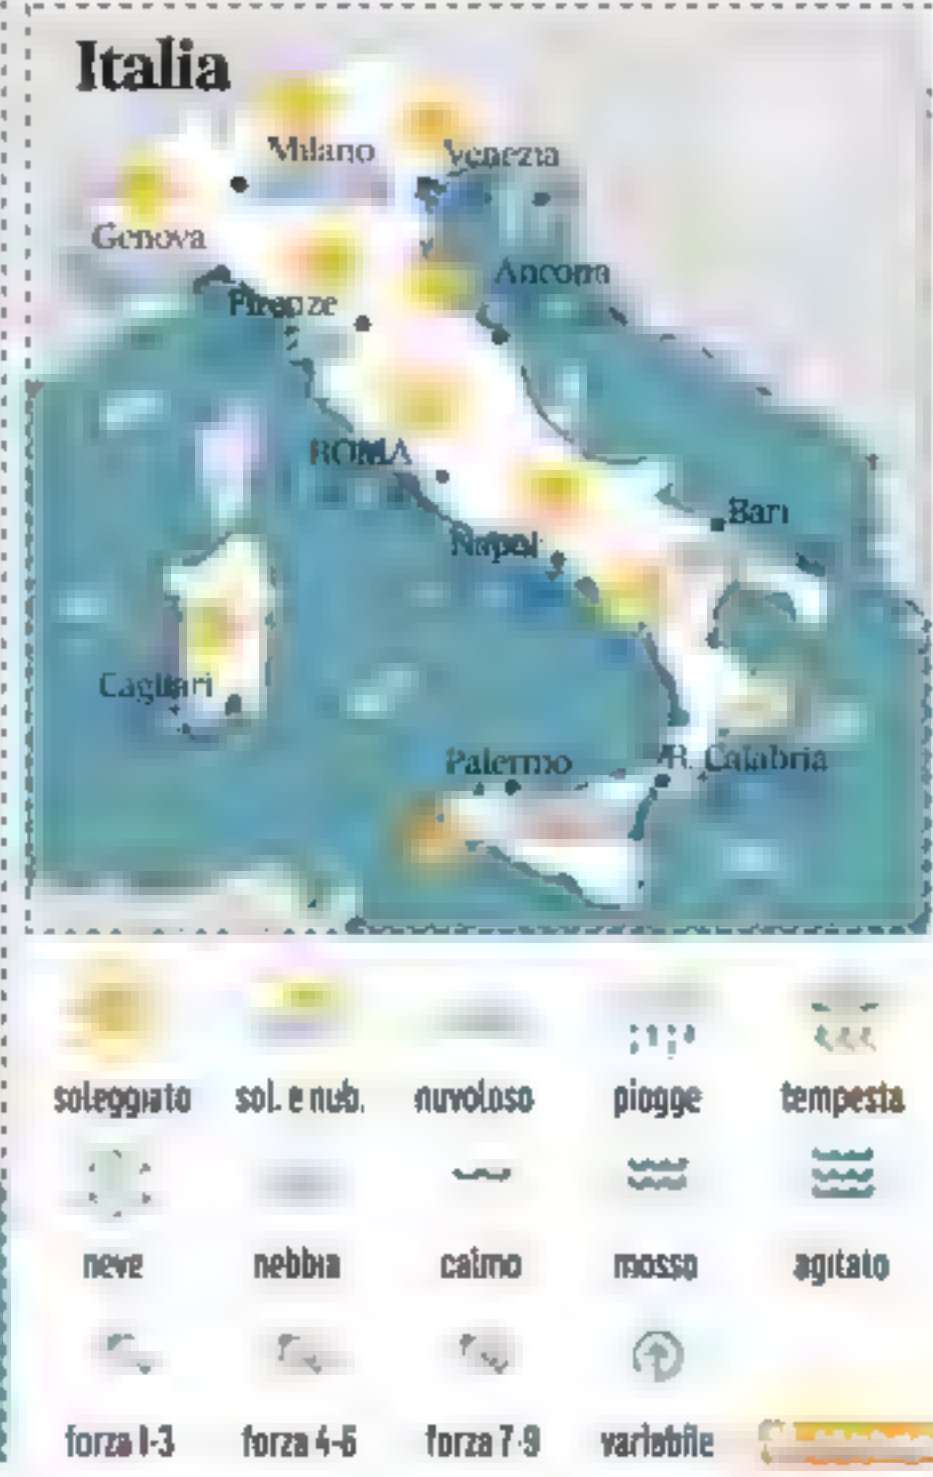 Italia
Milano
Venezia
Genova
Ancona
Firenze
ROMA
Bari
Napoli
Cagliari
Palermo
R. Calabria
soleggiato sol. e nub. nuvoloso piogge tempesta
neve nebbia calmo mosso agitato
forza 1-3 forza 4-6 forza 7-9 variabile